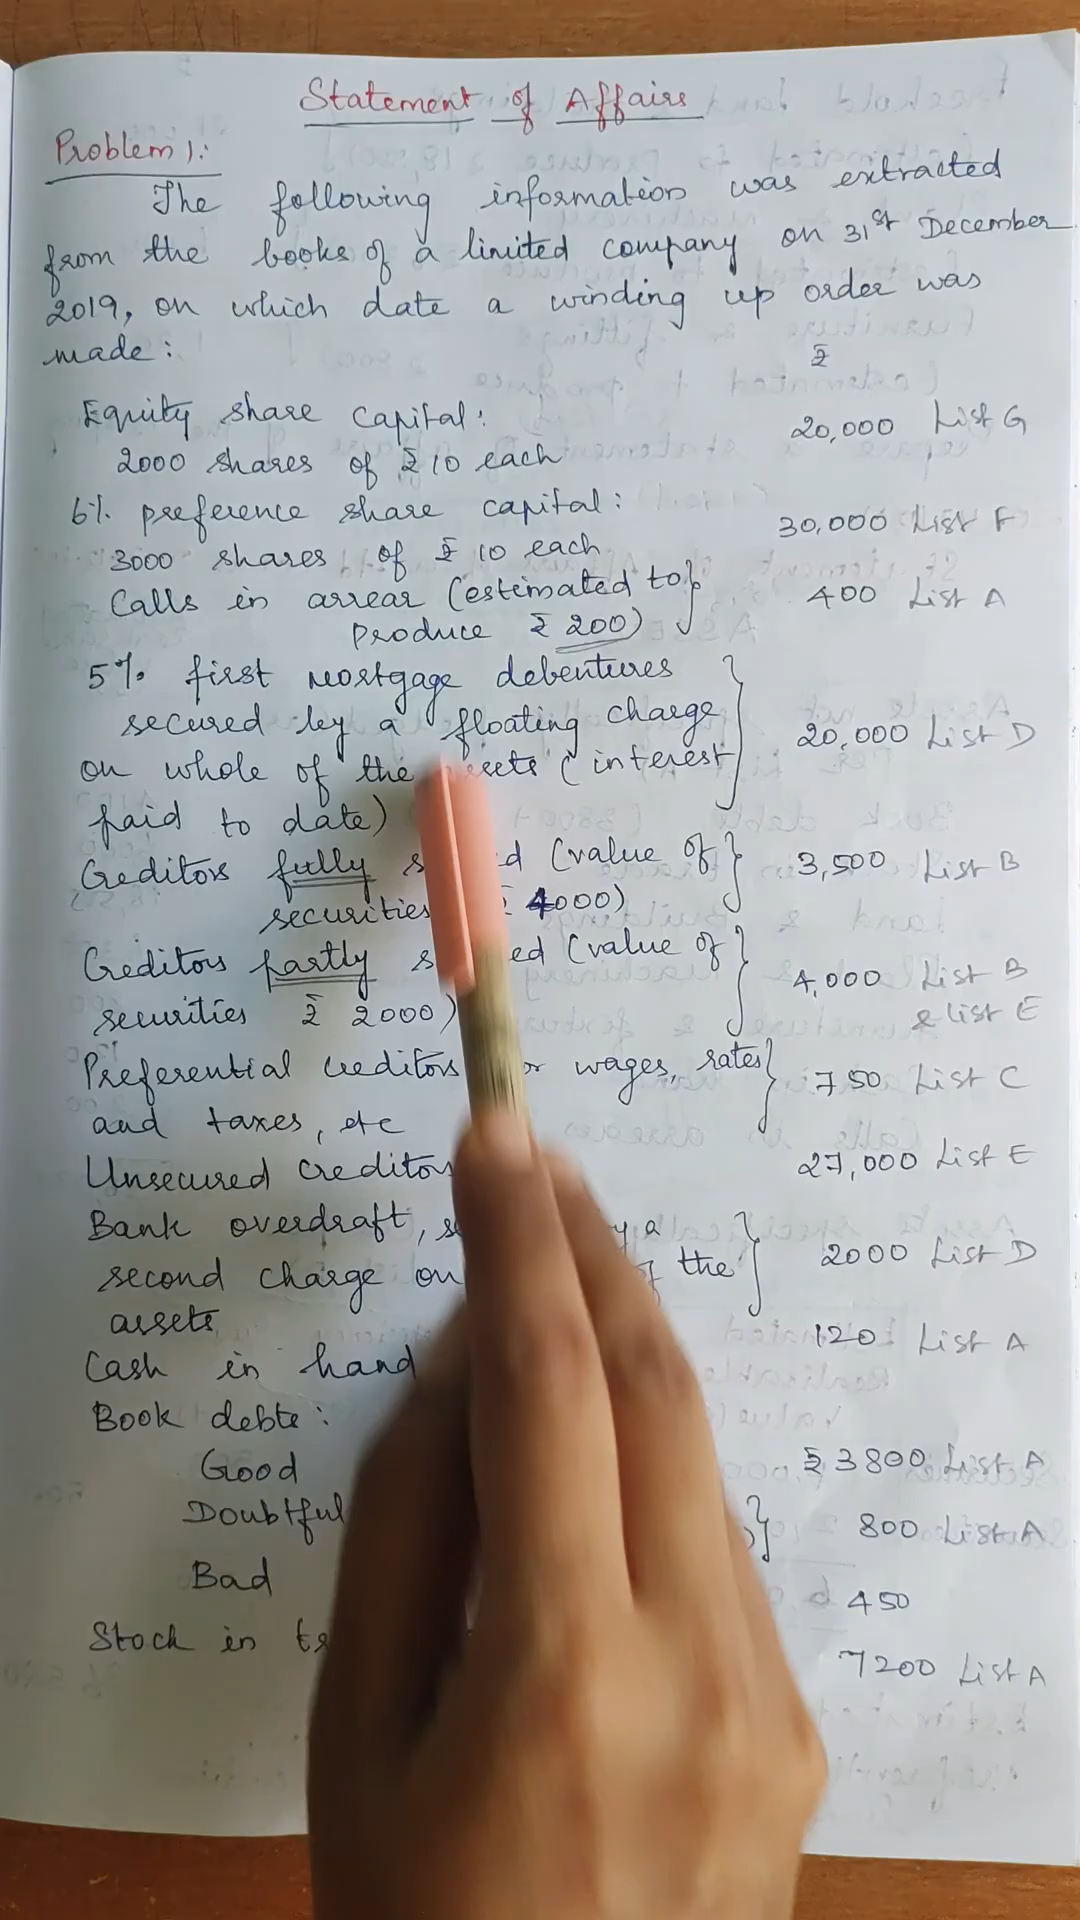 Statement of Affairs
Problem 1:
The following information was extracted
from the books of a limited company on 31st December
2019, on which date a winding up order was
made:
₹
Equity share capital:
2000 shares of ₹ 10 each 20,000 List G
6% preference share capital:
3000 shares of ₹ 10 each 30,000 List F
Calls in arrear (estimated to
produce ₹ 200) 400 List A
5% first mortgage debentures
secured by a floating charge
on whole of the assets (interest 20,000 List D
paid to date)
Creditors fully (value of 3,500 List B
securities 4000)
Creditors partly (value of
securities ₹ 2000) 4,000 List B
& List E
Preferential creditors wages, rates
and taxes, etc 750 List C
Unsecured creditors 27,000 List E
Bank overdraft, y a
second charge on the 2000 List D
assets
Cash in hand 120 List A
Book debts:
Good ₹ 3800 List A
Doubtful 800 List A
Bad 450
Stock in 7200 List A